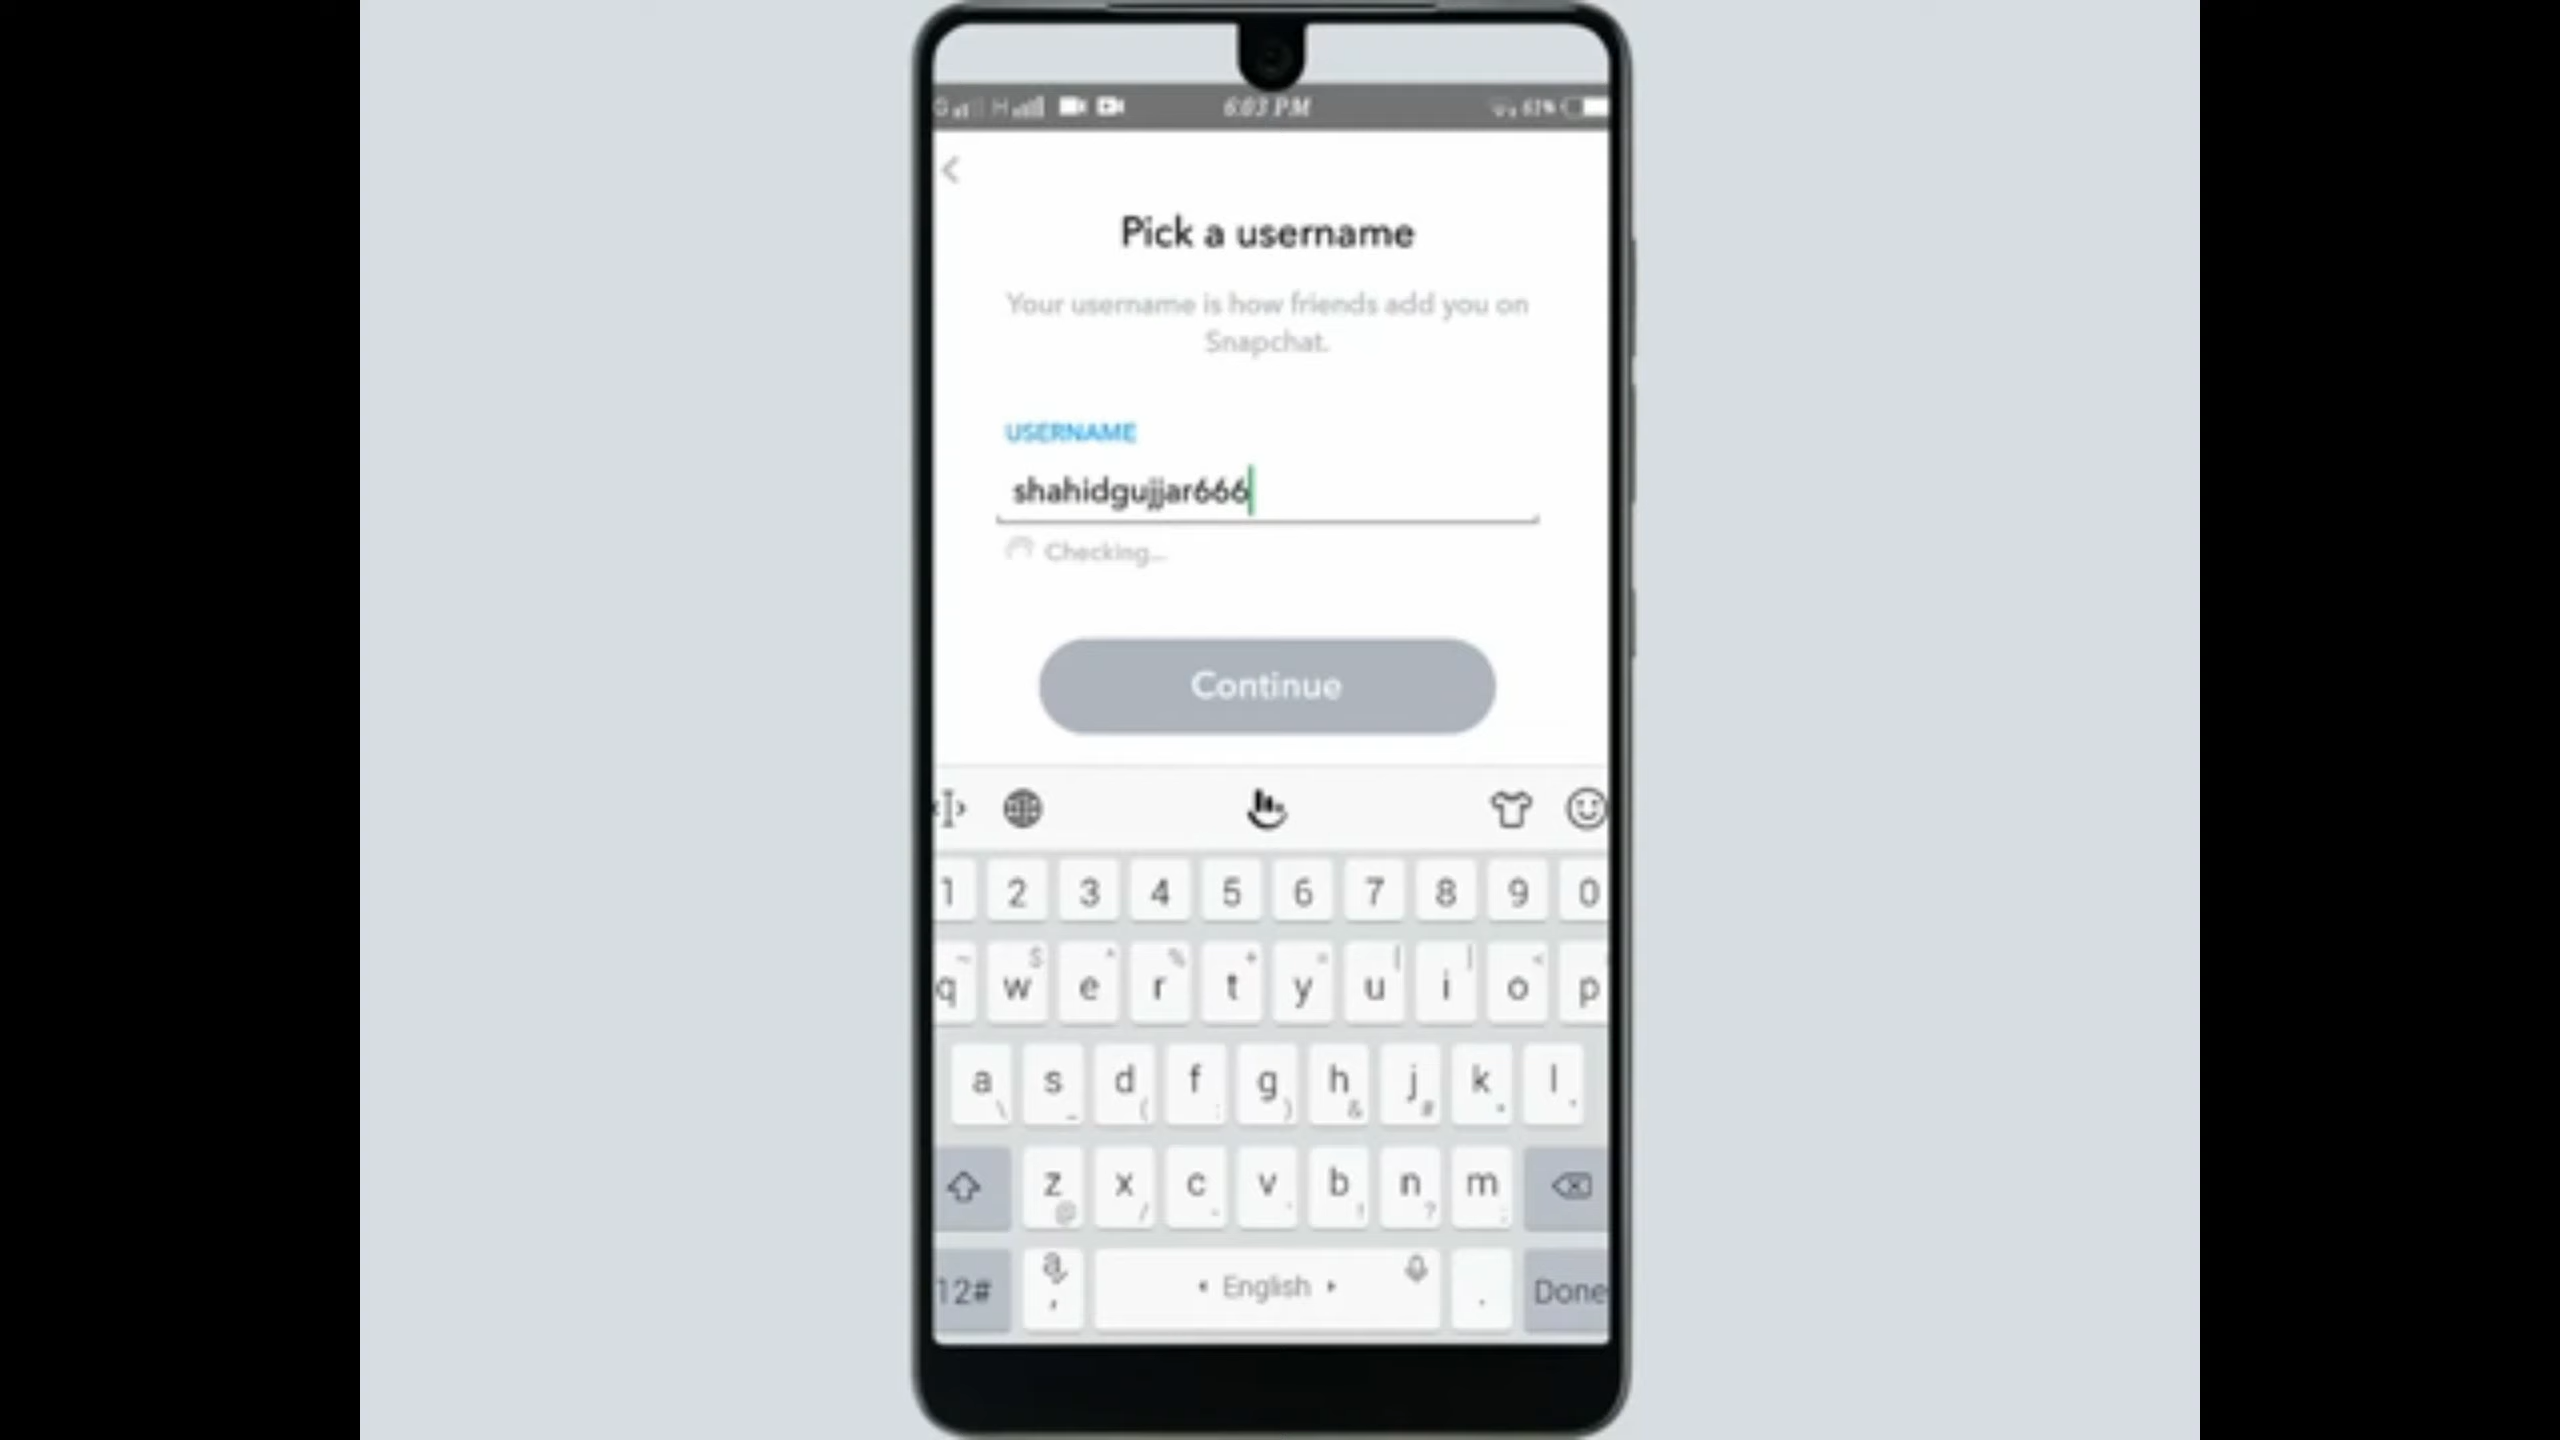 6:03 PM
61%
Pick a username
Your username is how friends add you on
Snapchat.
USERNAME
shahidgujjar666
Checking...
Continue
1 2 3 4 5 6 7 8 9 0
q w e r t y u i o p
a s d f g h j k l
z x c v b n m
12# , English . Done